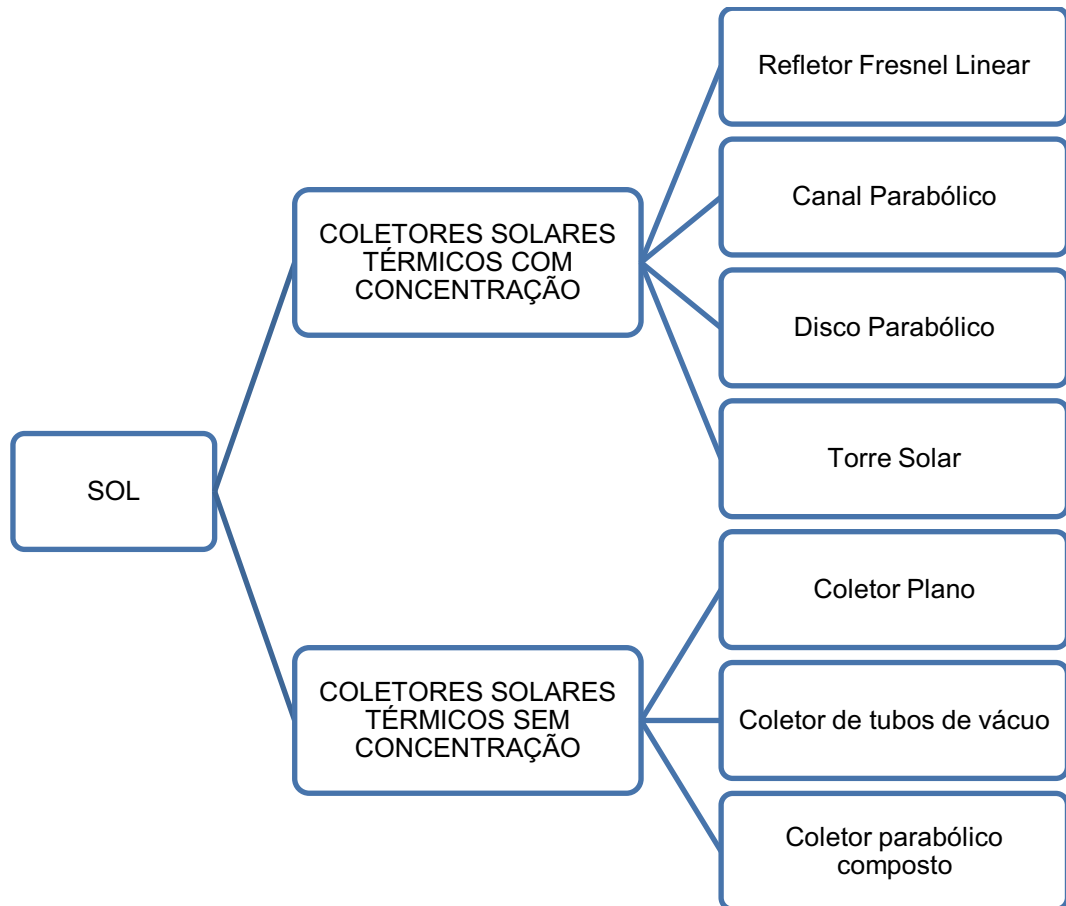 SOL
COLETORES SOLARES
TÉRMICOS COM
CONCENTRAÇÃO
Refletor Fresnel Linear
Canal Parabólico
Disco Parabólico
Torre Solar
COLETORES SOLARES
TÉRMICOS SEM
CONCENTRAÇÃO
Coletor Plano
Coletor de tubos de vácuo
Coletor parabólico
composto